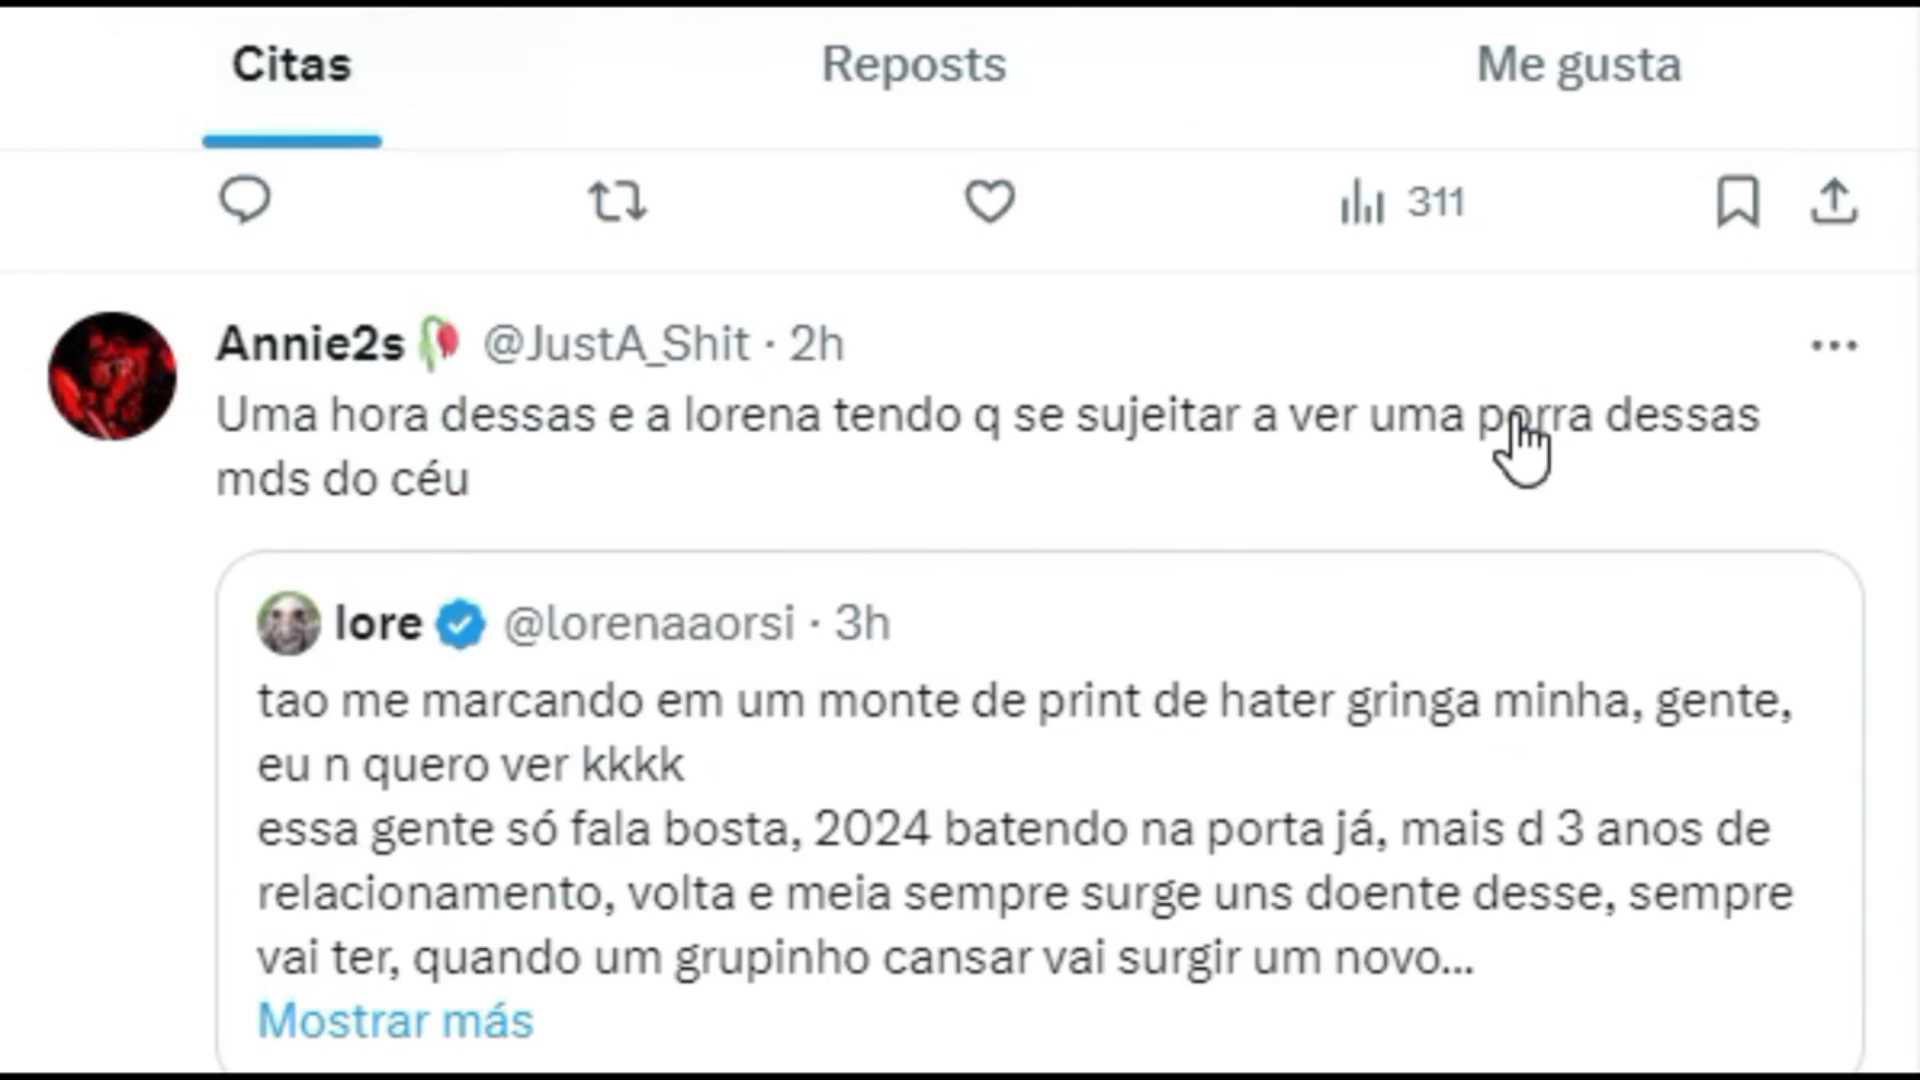 Citas Reposts Me gusta
311
Annie2s @JustA_Shit · 2h
Uma hora dessas e a lorena tendo q se sujeitar a ver uma porra dessas
mds do céu
lore @lorenaaorsi · 3h
tao me marcando em um monte de print de hater gringa minha, gente,
eu n quero ver kkkk
essa gente só fala bosta, 2024 batendo na porta já, mais d 3 anos de
relacionamento, volta e meia sempre surge uns doente desse, sempre
vai ter, quando um grupinho cansar vai surgir um novo...
Mostrar más